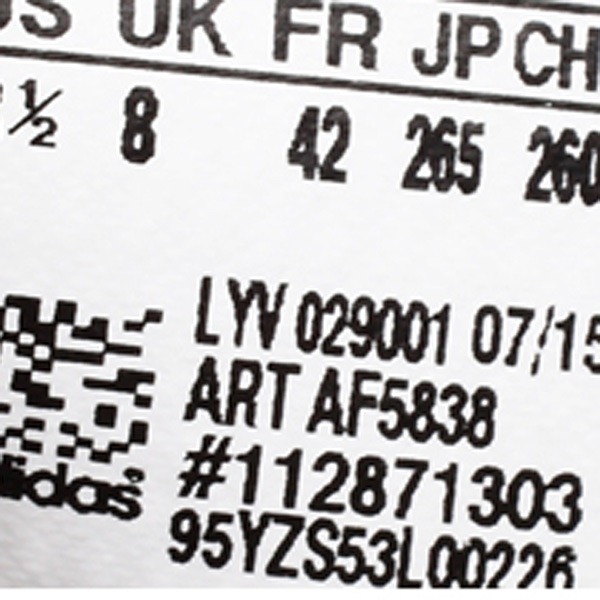 US UK FR JP CH
½ 8 42 265 260
LYV 029001 07/15
ART AF5838
#112871303
adidas
95YZS53L00226